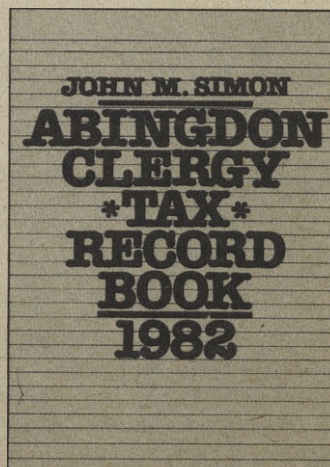 JOHN M. SIMON
ABINGDON
CLERGY
*TAX*
RECORD
BOOK
1982